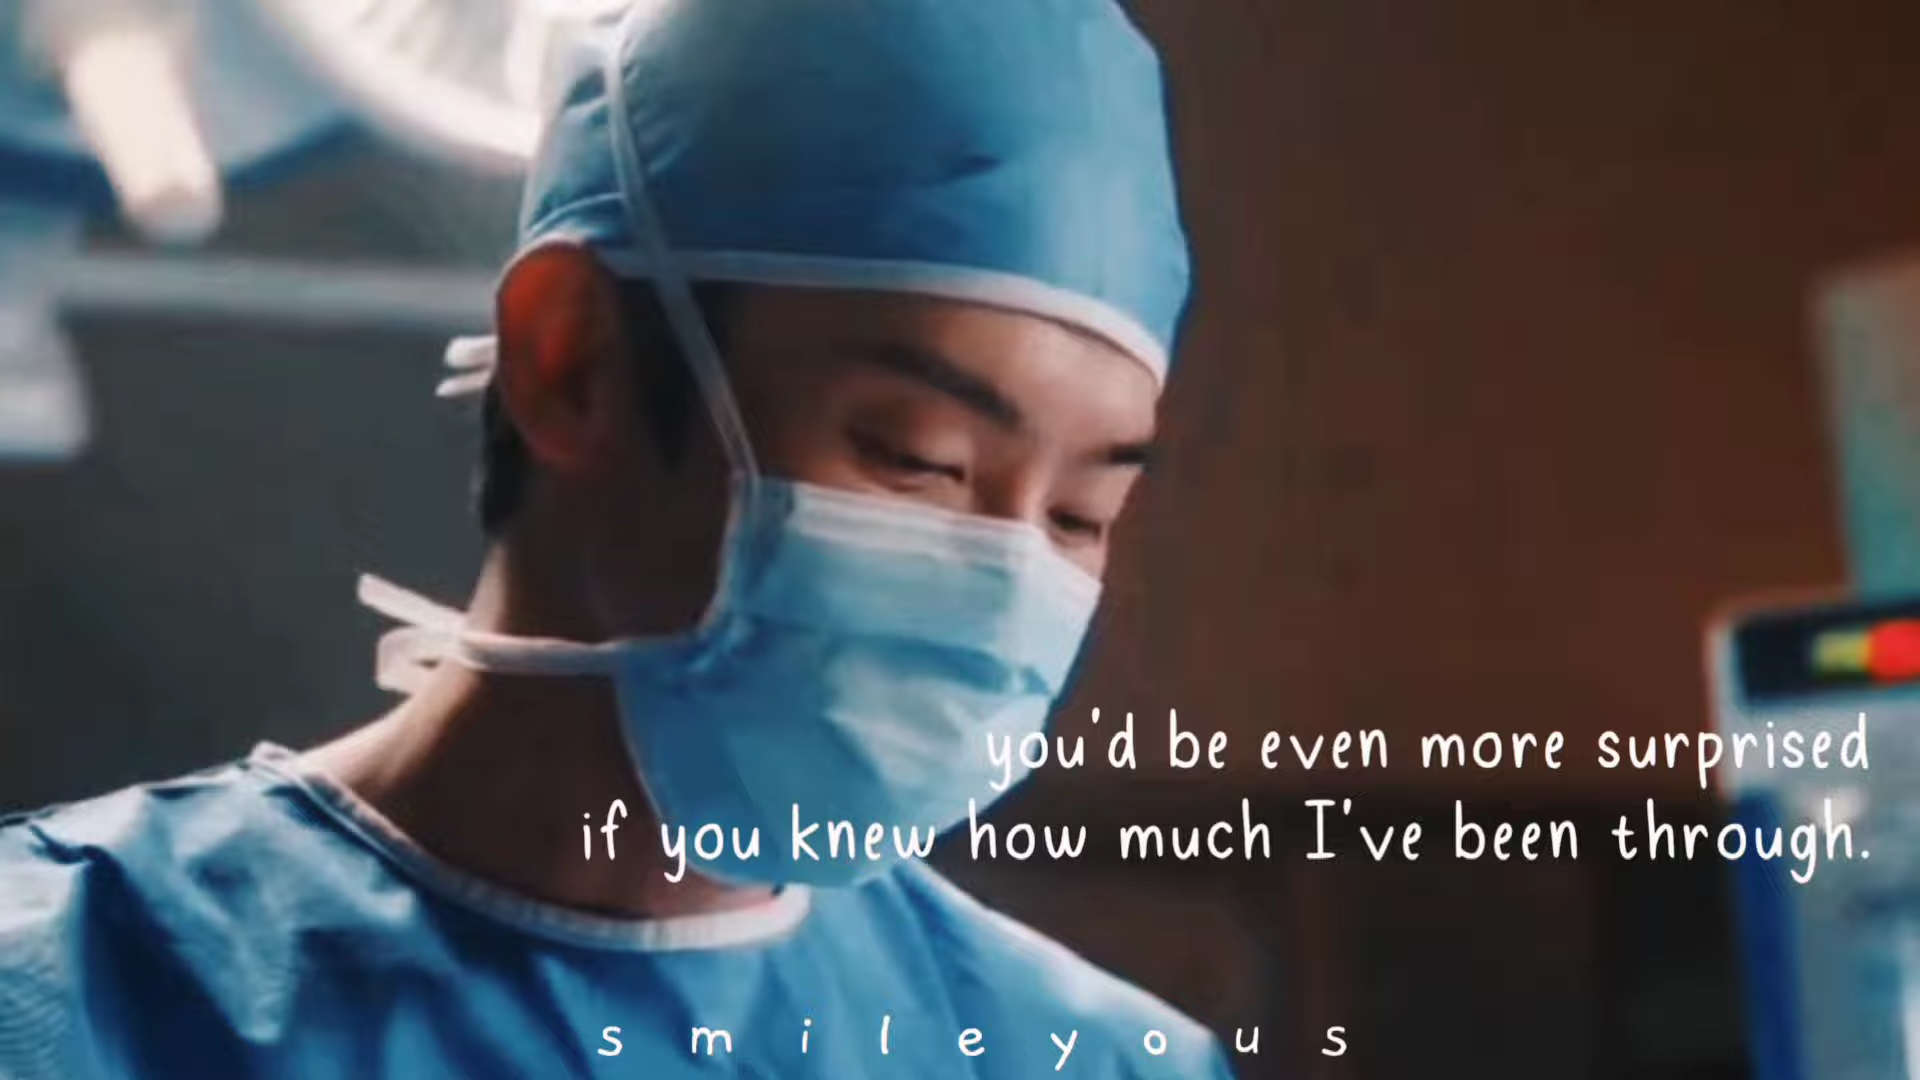 you'd be even more surprised
if you knew how much I've been through.
s m i l e y o u s